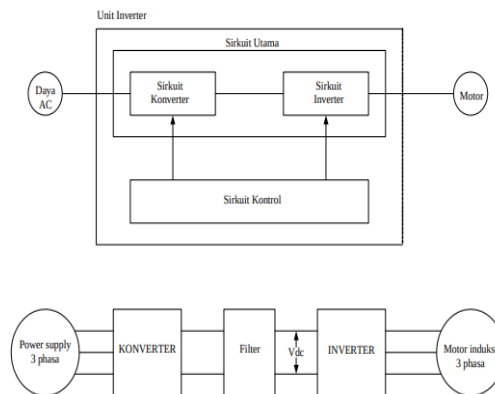 Unit Inverter
Sirkuit Utama
Daya
AC
Sirkuit
Konverter
Sirkuit
Inverter
Motor
Sirkuit Kontrol
Power supply
3 phasa
KONVERTER
Filter
Vdc
INVERTER
Motor induks
3 phasa